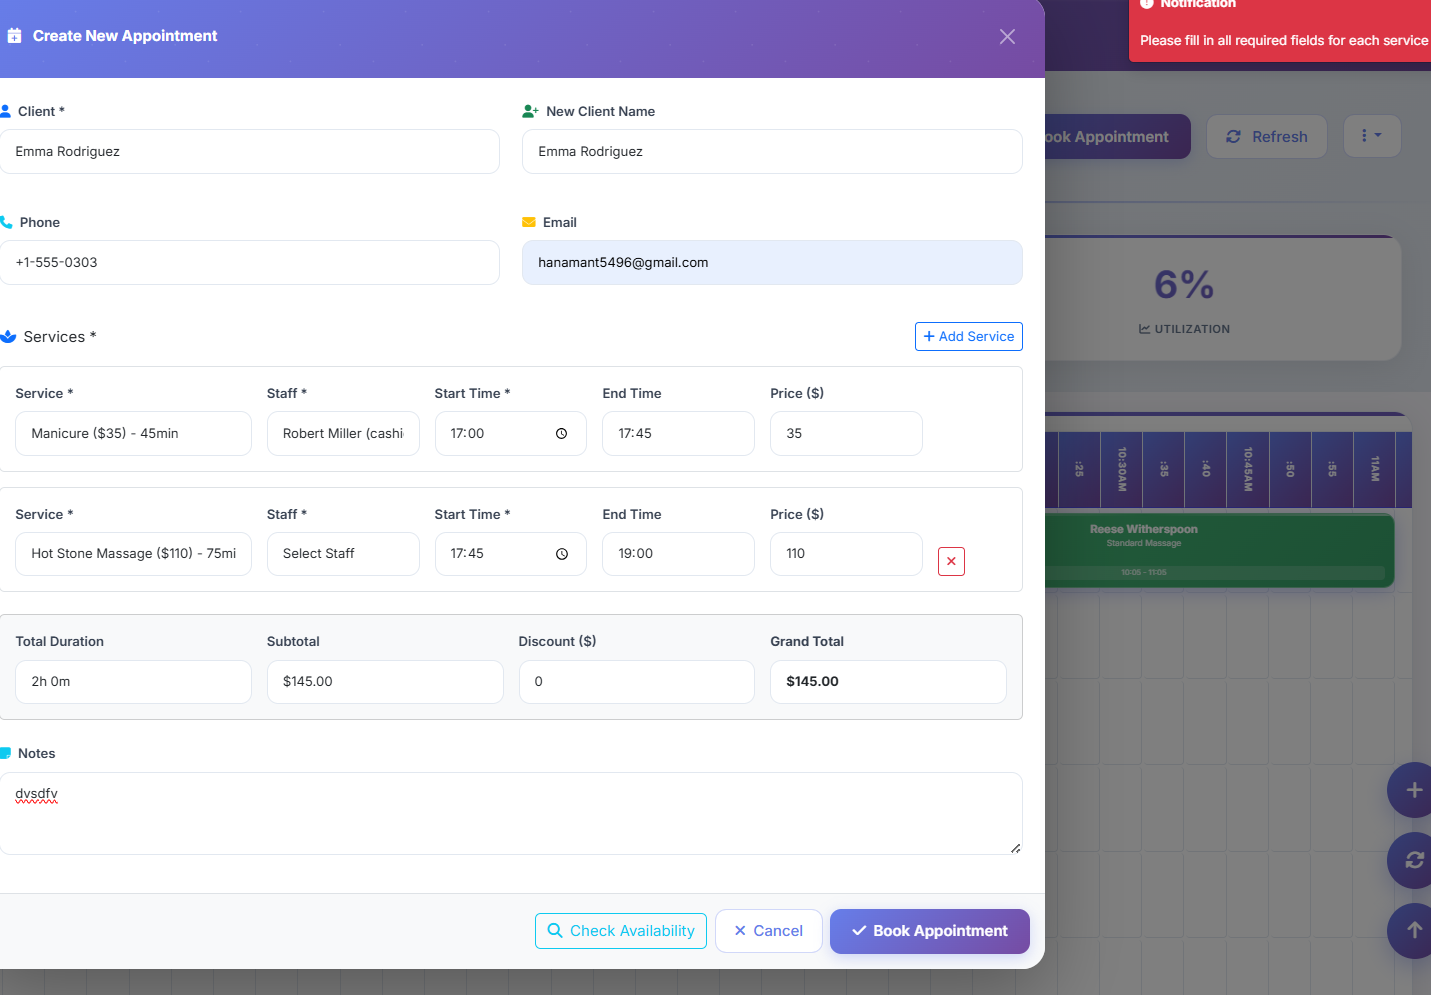 Create New Appointment
Notification
Please fill in all required fields for each service
Client *
New Client Name
Emma Rodriguez
Emma Rodriguez
ook Appointment
Refresh
Phone
Email
+1-555-0303
hanamant5496@gmail.com
6%
UTILIZATION
Services *
Add Service
Service *
Staff *
Start Time *
End Time
Price ($)
Manicure ($35) - 45min
Robert Miller (cashi
17:00
17:45
35
:25
10:30AM
:35
:40
10:45AM
:50
:55
11AM
Service *
Staff *
Start Time *
End Time
Price ($)
Hot Stone Massage ($110) - 75mi
Select Staff
17:45
19:00
110
Reese Witherspoon
Standard Massage
10:05 - 11:05
Total Duration
Subtotal
Discount ($)
Grand Total
2h 0m
$145.00
0
$145.00
Notes
dvsdfv
Check Availability
Cancel
Book Appointment